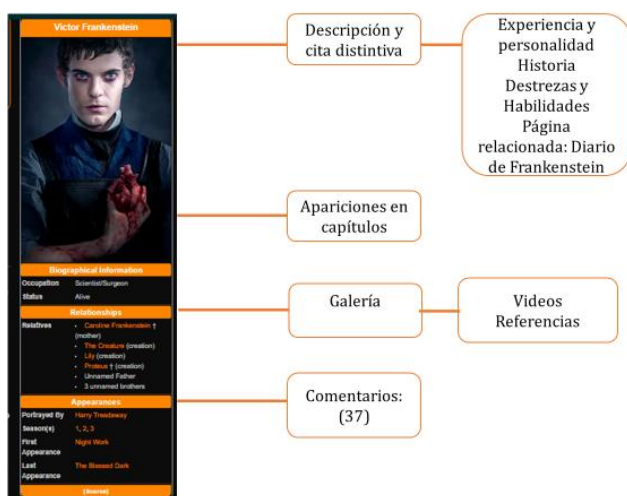 Victor Frankenstein
Biographical Information
Occupation Scientist/Surgeon
Status Alive
Relationships
Relatives
• Caroline Frankenstein † (mother)
• The Creature (creation)
• Lily (creation)
• Proteus † (creation)
• Unnamed Father
• 3 unnamed brothers
Appearances
Portrayed By Harry Treadaway
Season(s) 1, 2, 3
First Appearance Night Work
Last Appearance The Blessed Dark
[Source]
Descripción y
cita distintiva
Experiencia y
personalidad
Historia
Destrezas y
Habilidades
Página
relacionada: Diario
de Frankenstein
Apariciones en
capítulos
Galería
Videos
Referencias
Comentarios:
(37)